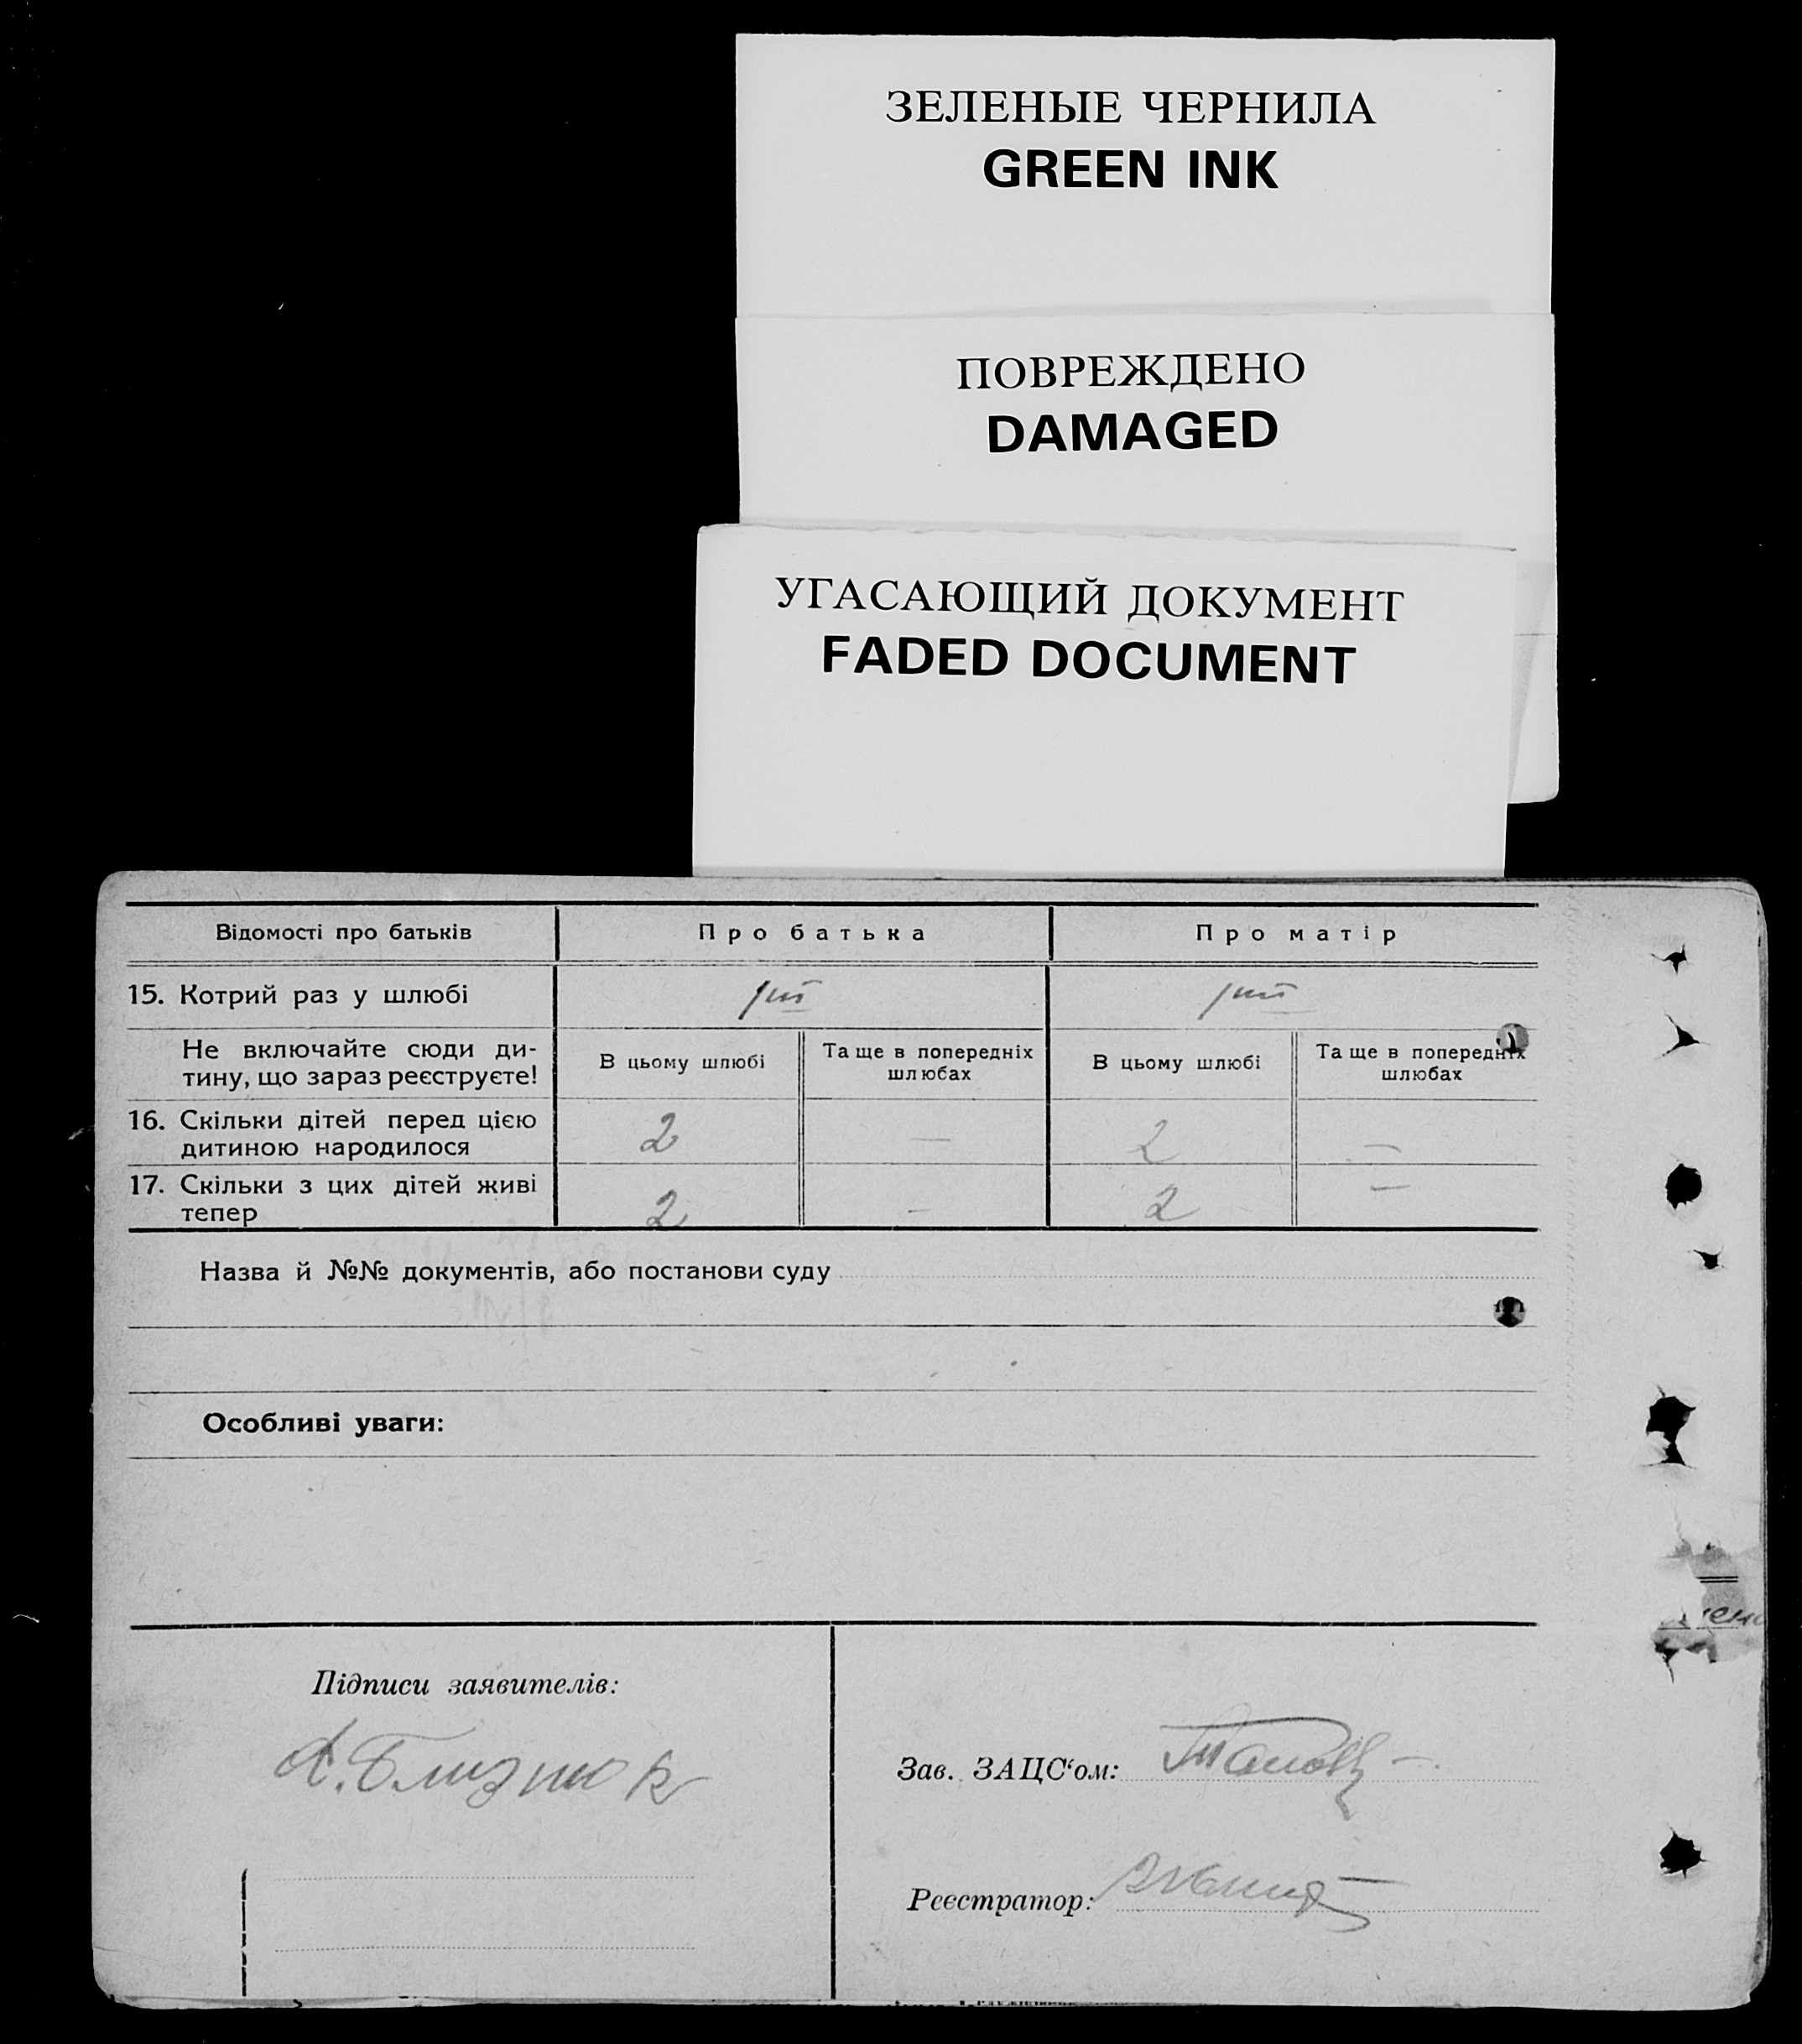 ЗЕЛЕНЫЕ ЧЕРНИЛА
GREEN INK
ПОВРЕЖДЕНО
DAMAGED
УГАСАЮЩИЙ ДОКУМЕНТ
FADED DOCUMENT
Відомості про батьків Про батька Про матір
15. Котрий раз у шлюбі
Не включайте сюди ди-
тину, що зараз реєструєте!
В цьому шлюбі
Та ще в попередніх
шлюбах
В цьому шлюбі
Та ще в попередніх
шлюбах
16. Скільки дітей перед цією
дитиною народилося 2 — 2 —
17. Скільки з цих дітей живі
тепер 2 - 2 —
Назва й №№ документів, або постанови суду
Особливі уваги:
Підписи заявителів:
А. Близнюк
Зав. ЗАЦС‘ом:
Реєстратор: